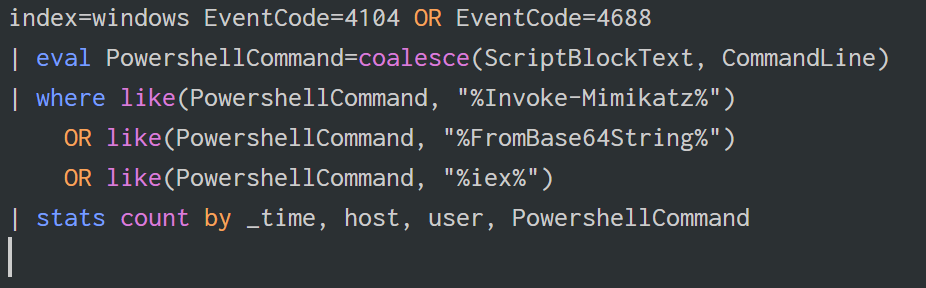 index=windows EventCode=4104 OR EventCode=4688
| eval PowershellCommand=coalesce(ScriptBlockText, CommandLine)
| where like(PowershellCommand, "%Invoke-Mimikatz%")
    OR like(PowershellCommand, "%FromBase64String%")
    OR like(PowershellCommand, "%iex%")
| stats count by _time, host, user, PowershellCommand